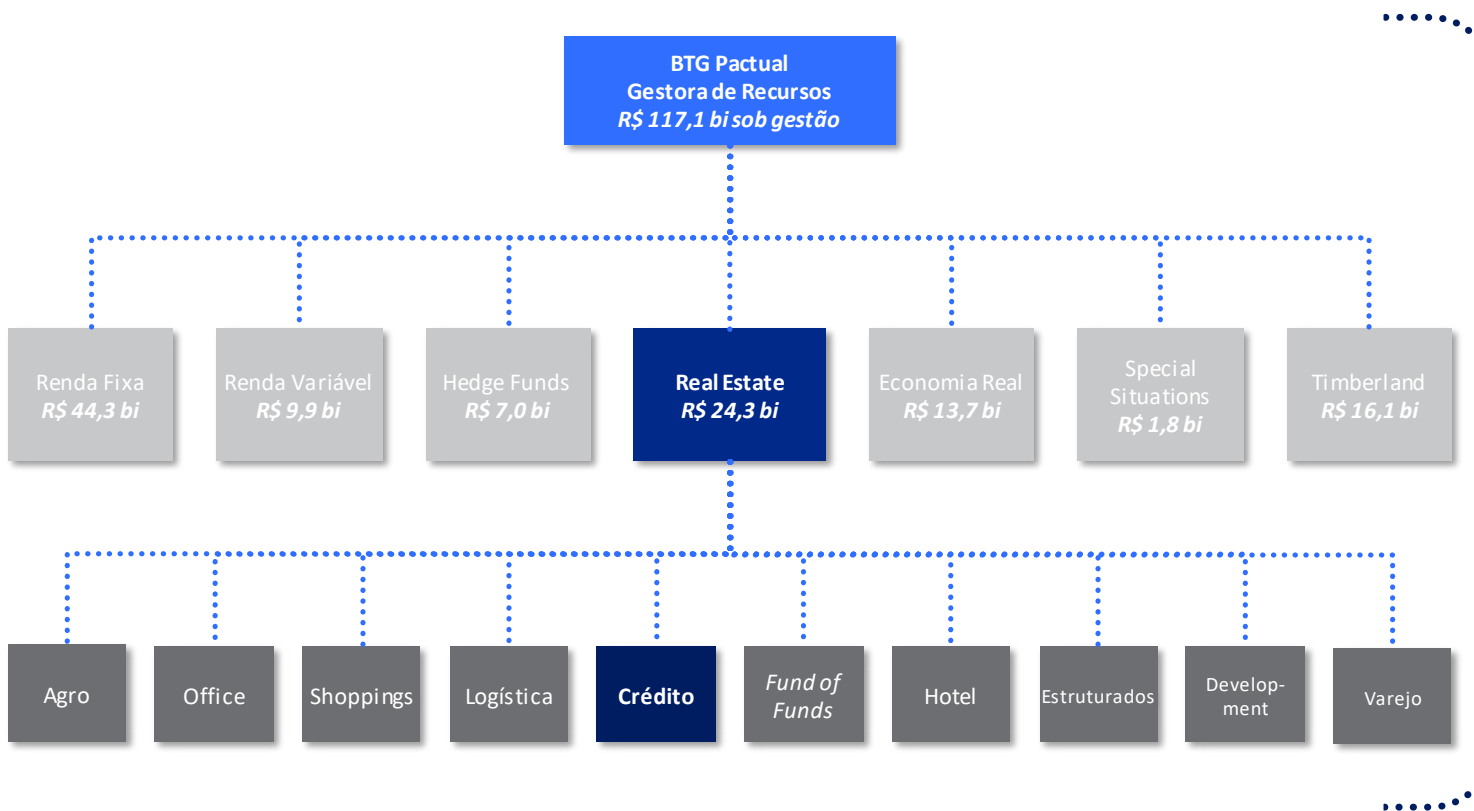 BTG Pactual
Gestora de Recursos
R$ 117,1 bi sob gestão
Renda Fixa
R$ 44,3 bi
Renda Variável
R$ 9,9 bi
Hedge Funds
R$ 7,0 bi
Real Estate
R$ 24,3 bi
Economia Real
R$ 13,7 bi
Special
Situations
R$ 1,8 bi
Timberland
R$ 16,1 bi
Agro
Office
Shoppings
Logística
Crédito
Fund of
Funds
Hotel
Estruturados
Develop-
ment
Varejo